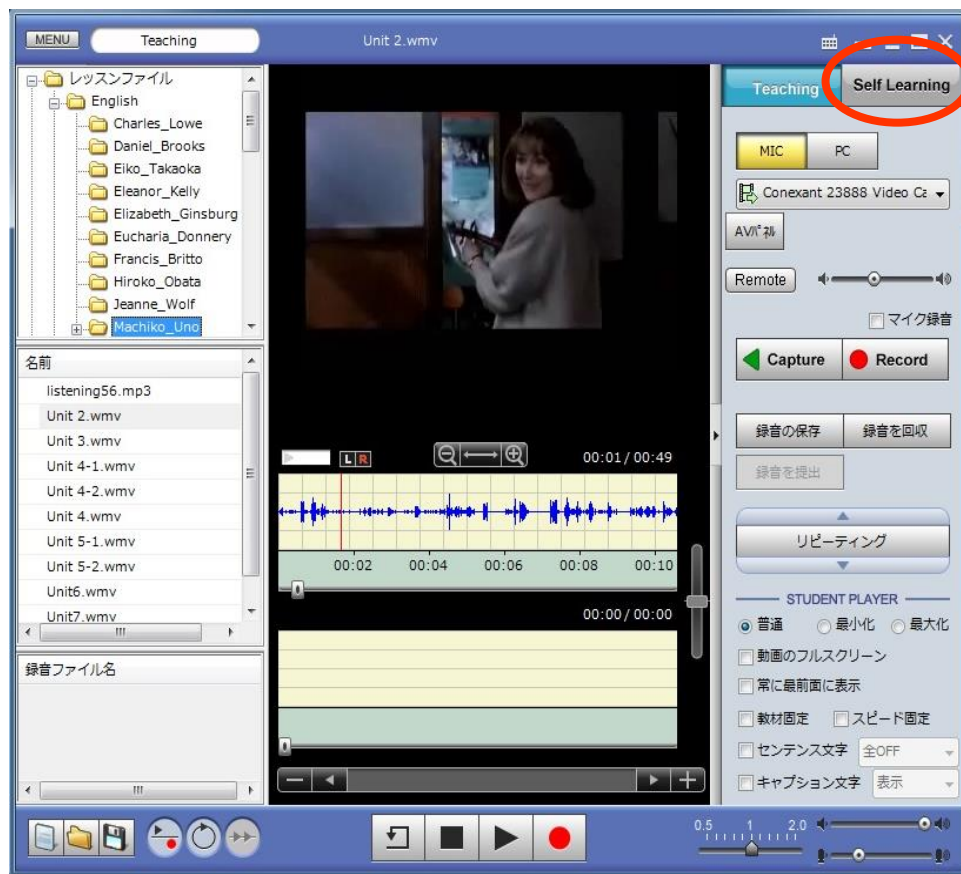 MENU
Teaching
Unit 2.wmv
レッスンファイル
English
Charles_Lowe
Daniel_Brooks
Eiko_Takaoka
Eleanor_Kelly
Elizabeth_Ginsburg
Eucharia_Donnery
Francis_Britto
Hiroko_Obata
Jeanne_Wolf
Machiko_Uno
名前
listening56.mp3
Unit 2.wmv
Unit 3.wmv
Unit 4-1.wmv
Unit 4-2.wmv
Unit 4.wmv
Unit 5-1.wmv
Unit 5-2.wmv
Unit6.wmv
Unit7.wmv
録音ファイル名
L R
00:01 / 00:49
00:02 00:04 00:06 00:08 00:10
00:00 / 00:00
Teaching Self Learning
MIC PC
Conexant 23888 Video Ca
AVﾊﾟﾈﾙ
Remote
マイク録音
Capture Record
録音の保存 録音を回収
録音を提出
リピーティング
STUDENT PLAYER
普通 最小化 最大化
動画のフルスクリーン
常に最前面に表示
教材固定 スピード固定
センテンス文字 全OFF
キャプション文字 表示
0.5 1 2.0